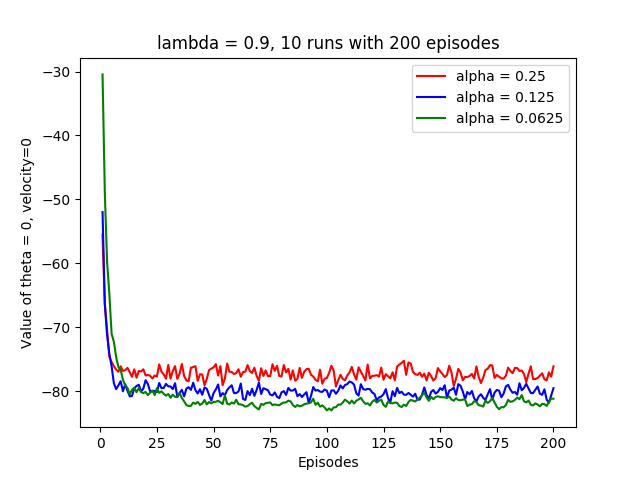 lambda = 0.9, 10 runs with 200 episodes
alpha = 0.25
alpha = 0.125
alpha = 0.0625
Value of theta = 0, velocity=0
−30
−40
−50
−60
−70
−80
0 25 50 75 100 125 150 175 200
Episodes